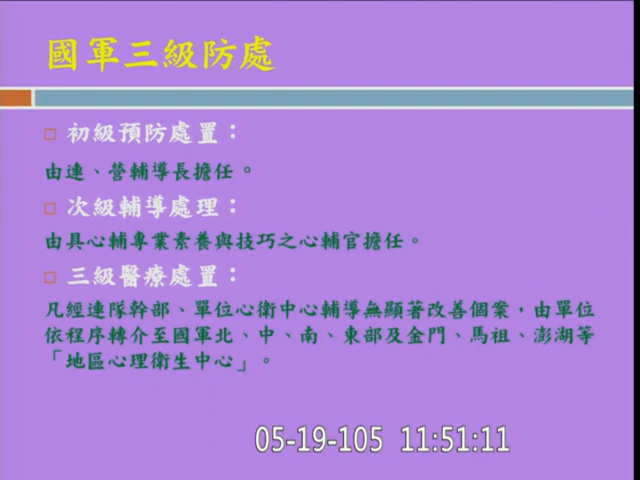 國軍三級防處
初級預防處置：
由連、營輔導長擔任。
次級輔導處理：
由具心輔專業素養與技巧之心輔官擔任。
三級醫療處置：
凡經連隊幹部、單位心衛中心輔導無顯著改善個案，由單位
依程序轉介至國軍北、中、南、東部及金門、馬祖、澎湖等
「地區心理衛生中心」。
05-19-105 11:51:11